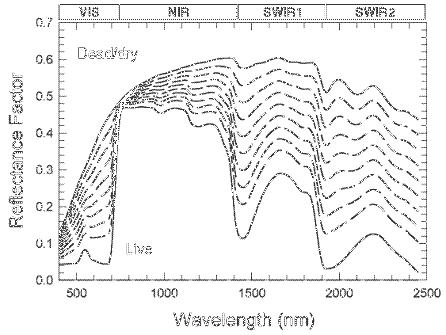 VIS NIR SWIR1 SWIR2
0.7
Dead/dry
0.6
0.5
0.4
0.3
0.2
0.1
Live
0.0
500 1000 1500 2000 2500
Reflectance Factor
Wavelength (nm)